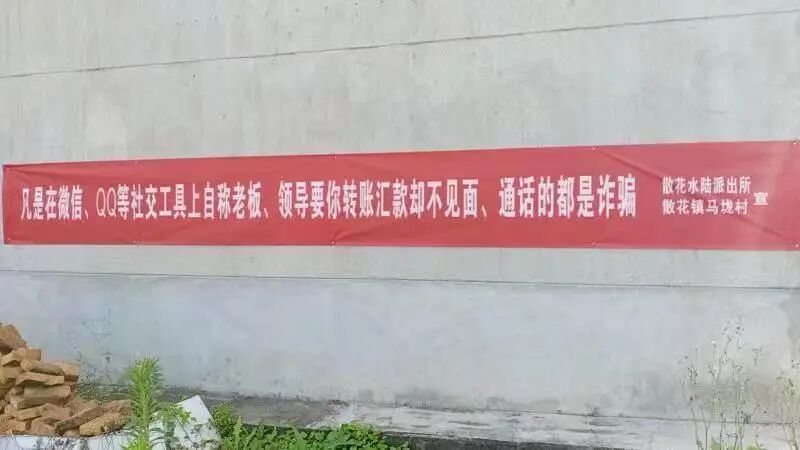 凡是在微信、QQ等社交工具上自称老板、领导要你转账汇款却不见面、通话的都是诈骗
散花水陆派出所
散花镇马垅村 宣